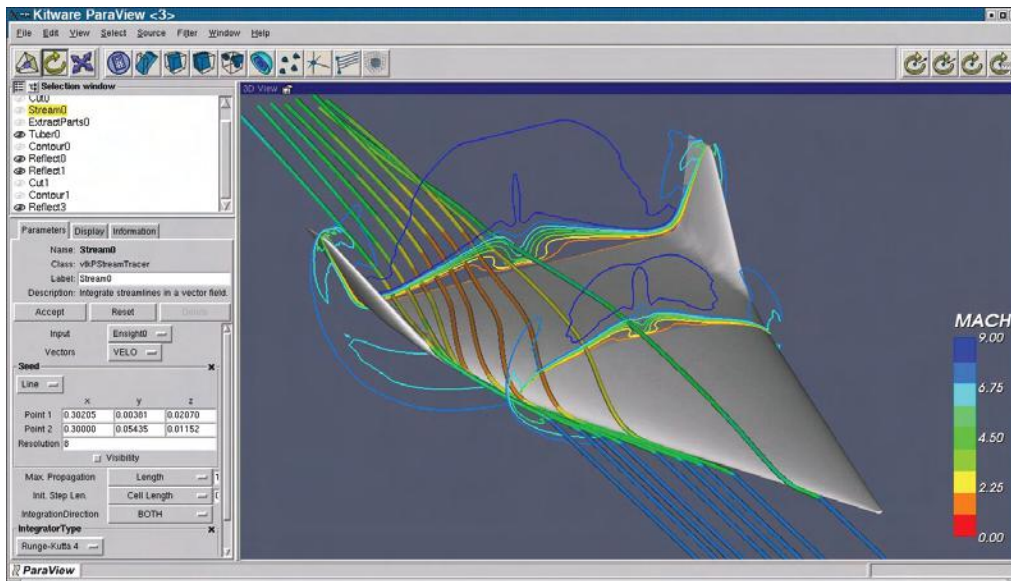 Kitware ParaView <3>
File Edit View Select Source Filter Window Help
Selection window
3D View
Cut0
Stream0
ExtractParts0
Tuber0
Contour0
Reflect0
Reflect1
Cut1
Contour1
Reflect3
Parameters Display Information
Name: Stream0
Class: vtkPStreamTracer
Label: Stream0
Description: Integrate streamlines in a vector field.
Accept Reset Delete
Input Ensight0
Vectors VELO
Seed
Line
x y z
Point 1 0.30205 0.00381 0.02070
Point 2 0.30000 0.05435 0.01152
Resolution 8
Visibility
Max. Propagation Length 1
Init. Step Len. Cell Length
IntegrationDirection BOTH
IntegratorType
Runge-Kutta 4
ParaView
MACH
9.00
6.75
4.50
2.25
0.00